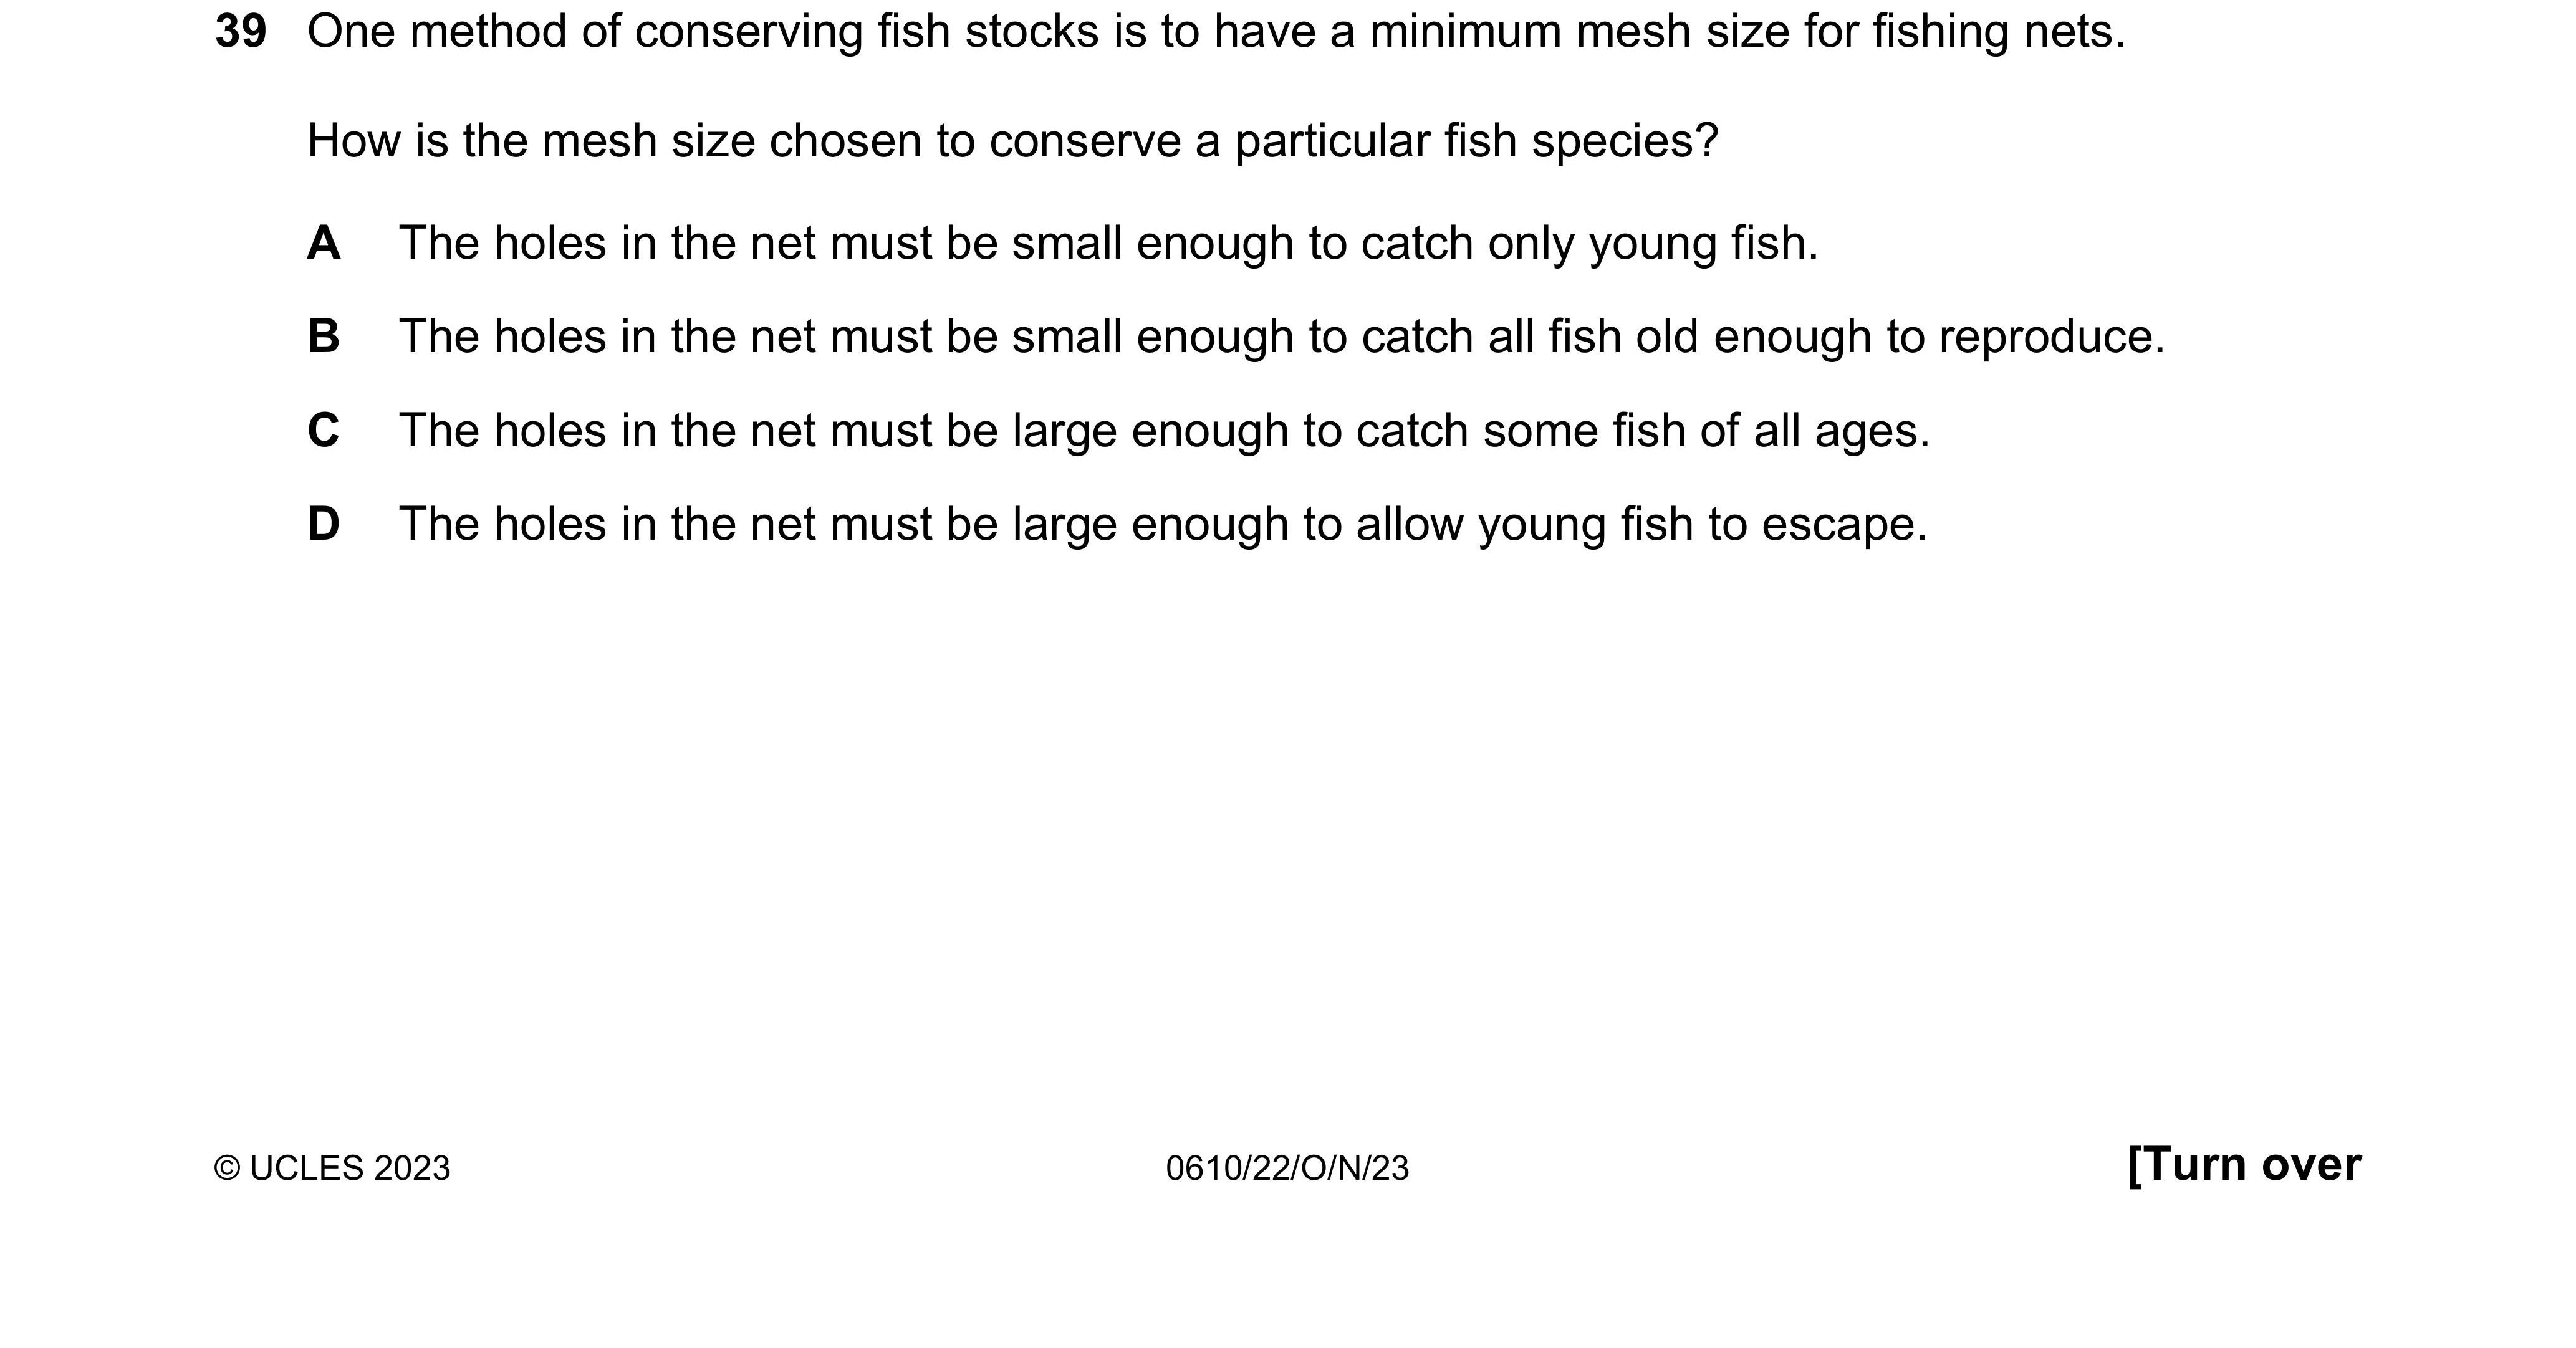 39 One method of conserving fish stocks is to have a minimum mesh size for fishing nets.
How is the mesh size chosen to conserve a particular fish species?
A The holes in the net must be small enough to catch only young fish.
B The holes in the net must be small enough to catch all fish old enough to reproduce.
C The holes in the net must be large enough to catch some fish of all ages.
D The holes in the net must be large enough to allow young fish to escape.
© UCLES 2023 0610/22/O/N/23 [Turn over